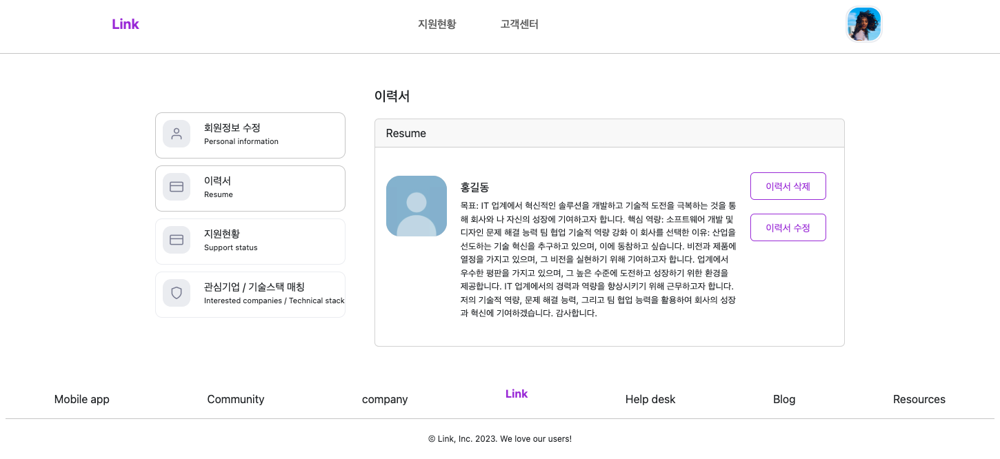 Link
지원현황
고객센터
이력서
회원정보 수정
Personal information
이력서
Resume
지원현황
Support status
관심기업 / 기술스택 매칭
Interested companies / Technical stack
Resume
홍길동
목표: IT 업계에서 혁신적인 솔루션을 개발하고 기술적 도전을 극복하는 것을 통
해 회사와 나 자신의 성장에 기여하고자 합니다. 핵심 역량: 소프트웨어 개발 및
디자인 문제 해결 능력 팀 협업 기술적 역량 강화 이 회사를 선택한 이유: 산업을
선도하는 기술 혁신을 추구하고 있으며, 이에 동참하고 싶습니다. 비전과 제품에
열정을 가지고 있으며, 그 비전을 실현하기 위해 기여하고자 합니다. 업계에서
우수한 평판을 가지고 있으며, 그 높은 수준에 도전하고 성장하기 위한 환경을
제공합니다. IT 업계에서의 경력과 역량을 향상시키기 위해 근무하고자 합니다.
저의 기술적 역량, 문제 해결 능력, 그리고 팀 협업 능력을 활용하여 회사의 성장
과 혁신에 기여하겠습니다. 감사합니다.
이력서 삭제
이력서 수정
Mobile app
Community
company
Link
Help desk
Blog
Resources
© Link, Inc. 2023. We love our users!